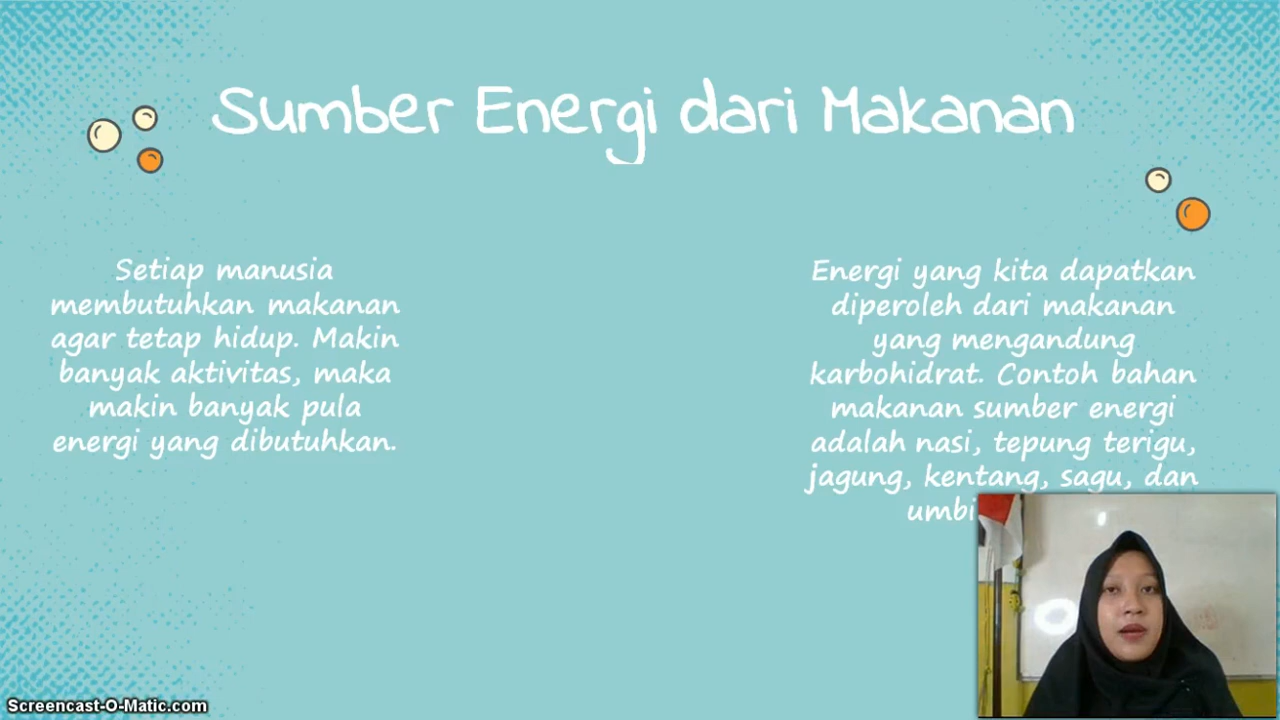 Sumber Energi dari Makanan
Setiap manusia
membutuhkan makanan
agar tetap hidup. Makin
banyak aktivitas, maka
makin banyak pula
energi yang dibutuhkan.
Energi yang kita dapatkan
diperoleh dari makanan
yang mengandung
karbohidrat. Contoh bahan
makanan sumber energi
adalah nasi, tepung terigu,
jagung, kentang, sagu, dan
Screencast-O-Matic.com